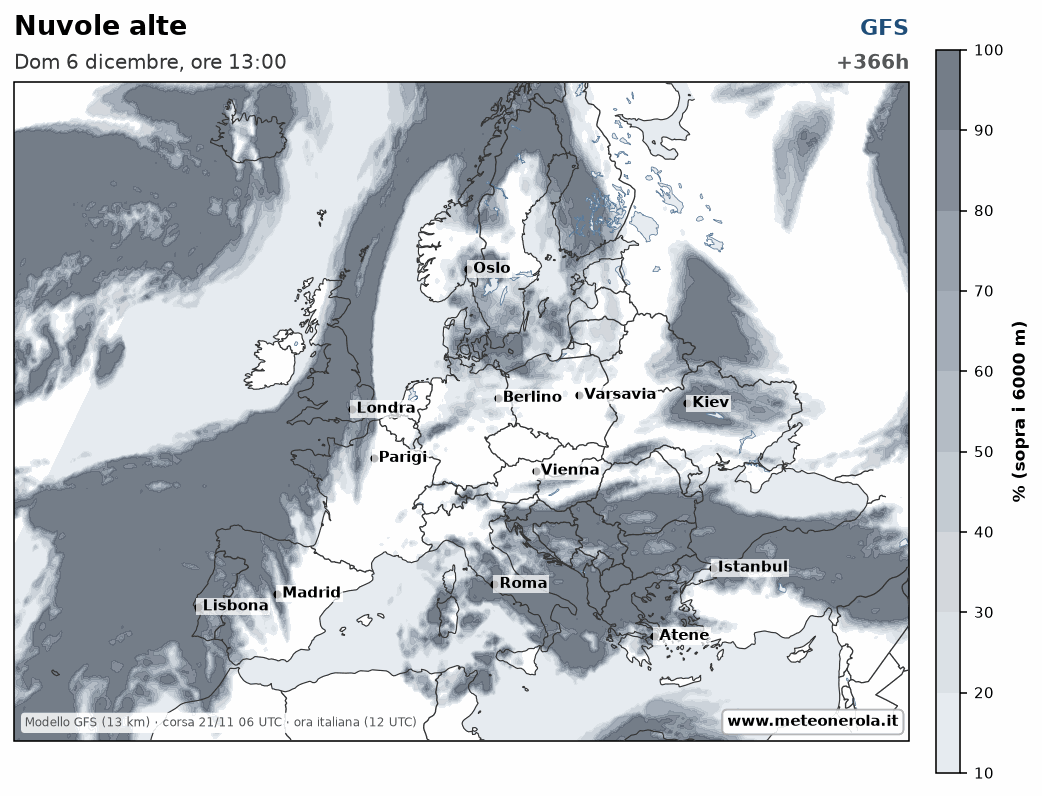 Nuvole alte
GFS
Dom 6 dicembre, ore 13:00
+366h
100
90
80
70
60
50
40
30
20
10
% (sopra i 6000 m)
Oslo
Londra
Berlino
Varsavia
Kiev
Parigi
Vienna
Istanbul
Roma
Madrid
Lisbona
Atene
Modello GFS (13 km) · corsa 21/11 06 UTC · ora italiana (12 UTC)
www.meteonerola.it